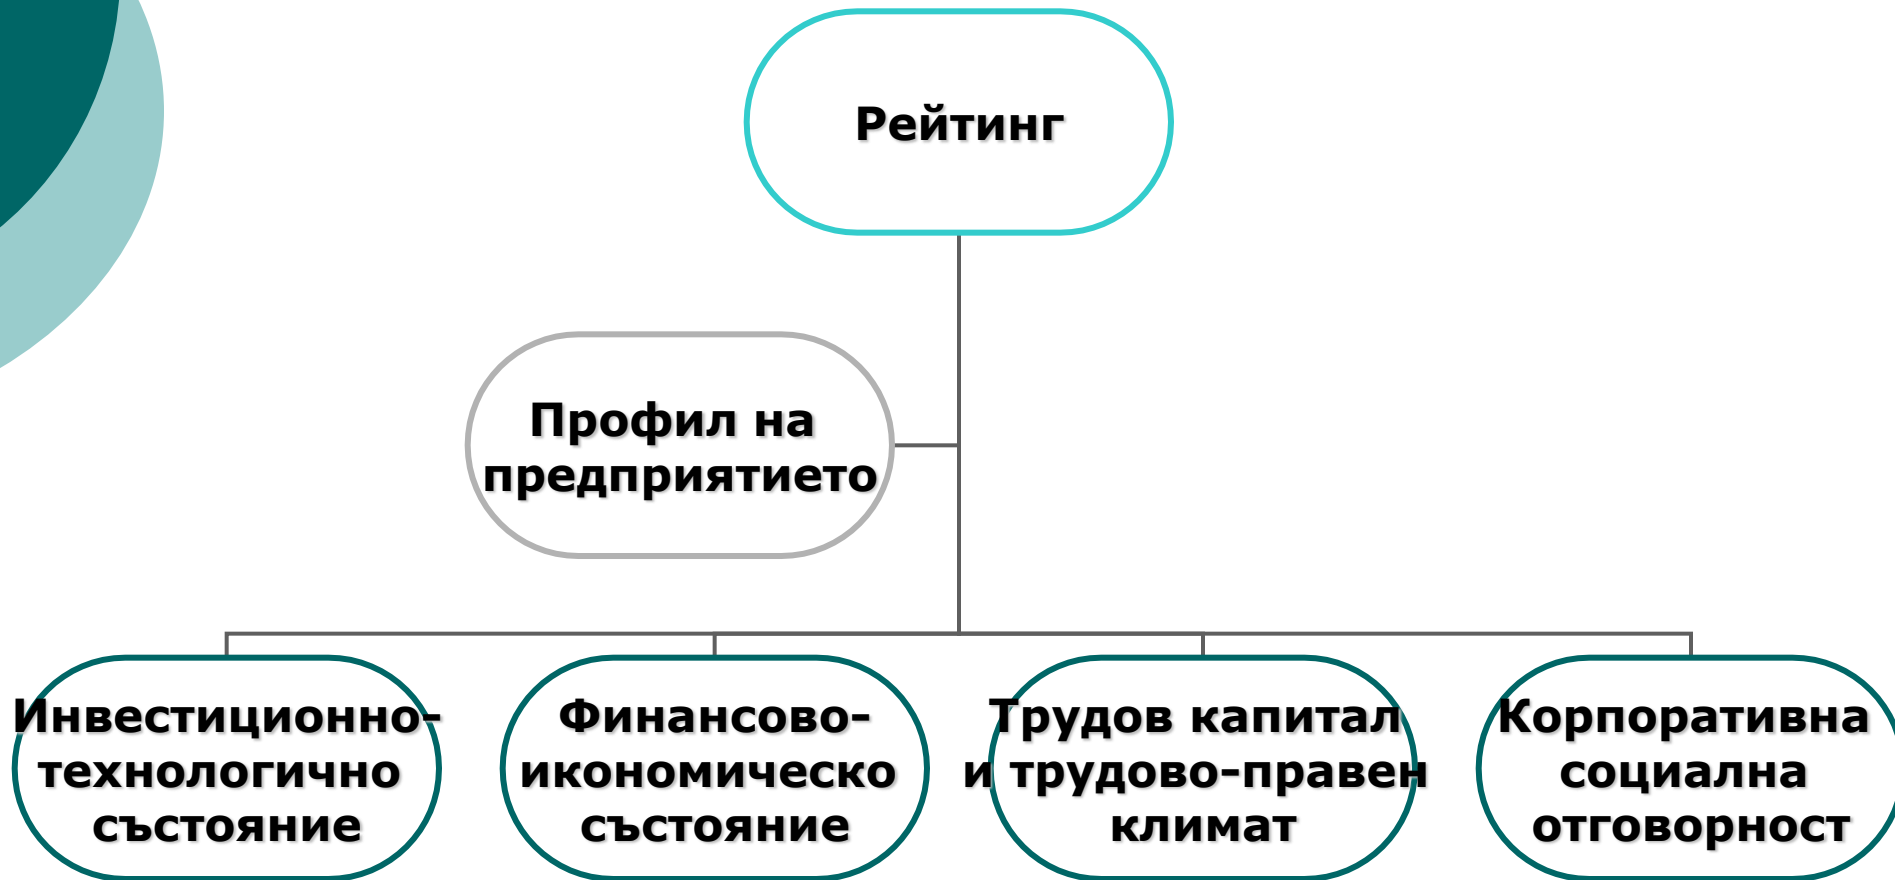 Рейтинг
Профил на
предприятието
Инвестиционно-
технологично
състояние
Финансово-
икономическо
състояние
Трудов капитал
и трудово-правен
климат
Корпоративна
социална
отговорност